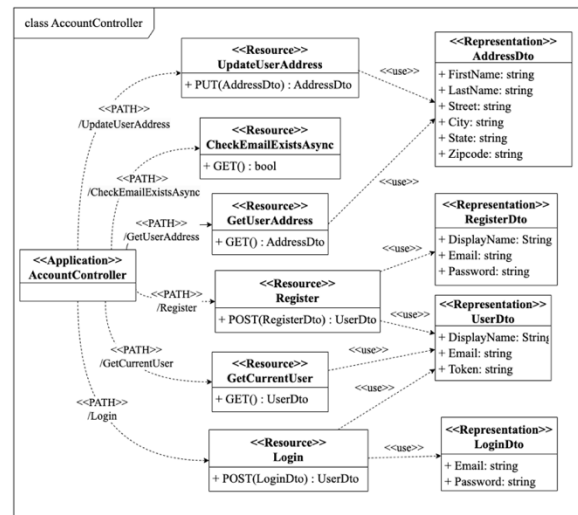 class AccountController
<<Resource>>
UpdateUserAddress
+ PUT(AddressDto) : AddressDto
<<use>>
<<Representation>>
AddressDto
+ FirstName: string
+ LastName: string
+ Street: string
+ City: string
+ State: string
+ Zipcode: string
<<PATH>>
/UpdateUserAddress
<<Resource>>
CheckEmailExistsAsync
+ GET() : bool
<<PATH>>
/CheckEmailExistsAsync
<<use>>
<<Resource>>
GetUserAddress
+ GET() : AddressDto
<<PATH>>
/GetUserAddress
<<Representation>>
RegisterDto
+ DisplayName: String
+ Email: string
+ Password: string
<<use>>
<<Application>>
AccountController
<<Resource>>
Register
+ POST(RegisterDto) : UserDto
<<PATH>>
/Register
<<use>>
<<Representation>>
UserDto
+ DisplayName: String
+ Email: string
+ Token: string
<<PATH>>
/GetCurrentUser
<<Resource>>
GetCurrentUser
+ GET() : UserDto
<<use>>
<<use>>
<<PATH>>
/Login
<<Resource>>
Login
+ POST(LoginDto) : UserDto
<<use>>
<<Representation>>
LoginDto
+ Email: string
+ Password: string